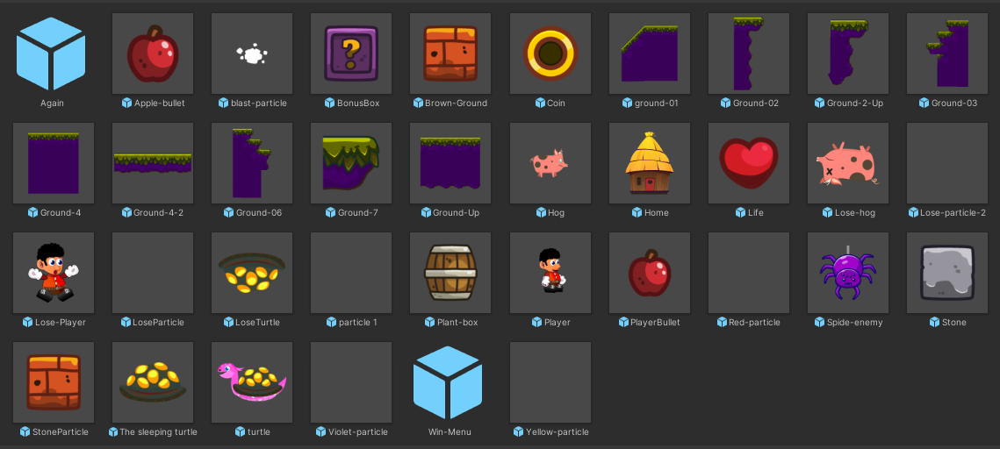 Again Apple-bullet blast-particle BonusBox Brown-Ground Coin ground-01 Ground-02 Ground-2-Up Ground-03
Ground-4 Ground-4-2 Ground-06 Ground-7 Ground-Up Hog Home Life Lose-hog Lose-particle-2
Lose-Player LoseParticle LoseTurtle particle 1 Plant-box Player PlayerBullet Red-particle Spide-enemy Stone
StoneParticle The sleeping turtle turtle Violet-particle Win-Menu Yellow-particle